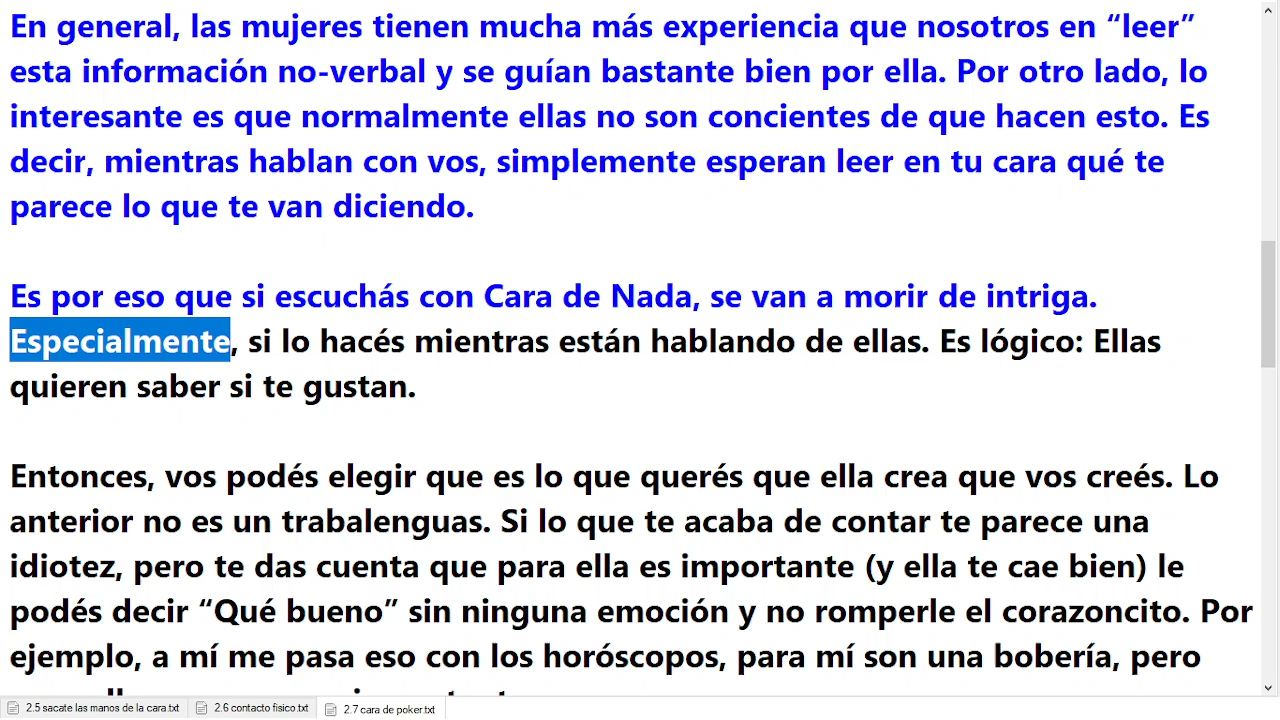 En general, las mujeres tienen mucha más experiencia que nosotros en “leer”
esta información no-verbal y se guían bastante bien por ella. Por otro lado, lo
interesante es que normalmente ellas no son concientes de que hacen esto. Es
decir, mientras hablan con vos, simplemente esperan leer en tu cara qué te
parece lo que te van diciendo.
Es por eso que si escuchás con Cara de Nada, se van a morir de intriga.
Especialmente, si lo hacés mientras están hablando de ellas. Es lógico: Ellas
quieren saber si te gustan.
Entonces, vos podés elegir que es lo que querés que ella crea que vos creés. Lo
anterior no es un trabalenguas. Si lo que te acaba de contar te parece una
idiotez, pero te das cuenta que para ella es importante (y ella te cae bien) le
podés decir “Qué bueno” sin ninguna emoción y no romperle el corazoncito. Por
ejemplo, a mí me pasa eso con los horóscopos, para mí son una bobería, pero
2.5 sacate las manos de la cara.txt 2.6 contacto fisico.txt 2.7 cara de poker.txt